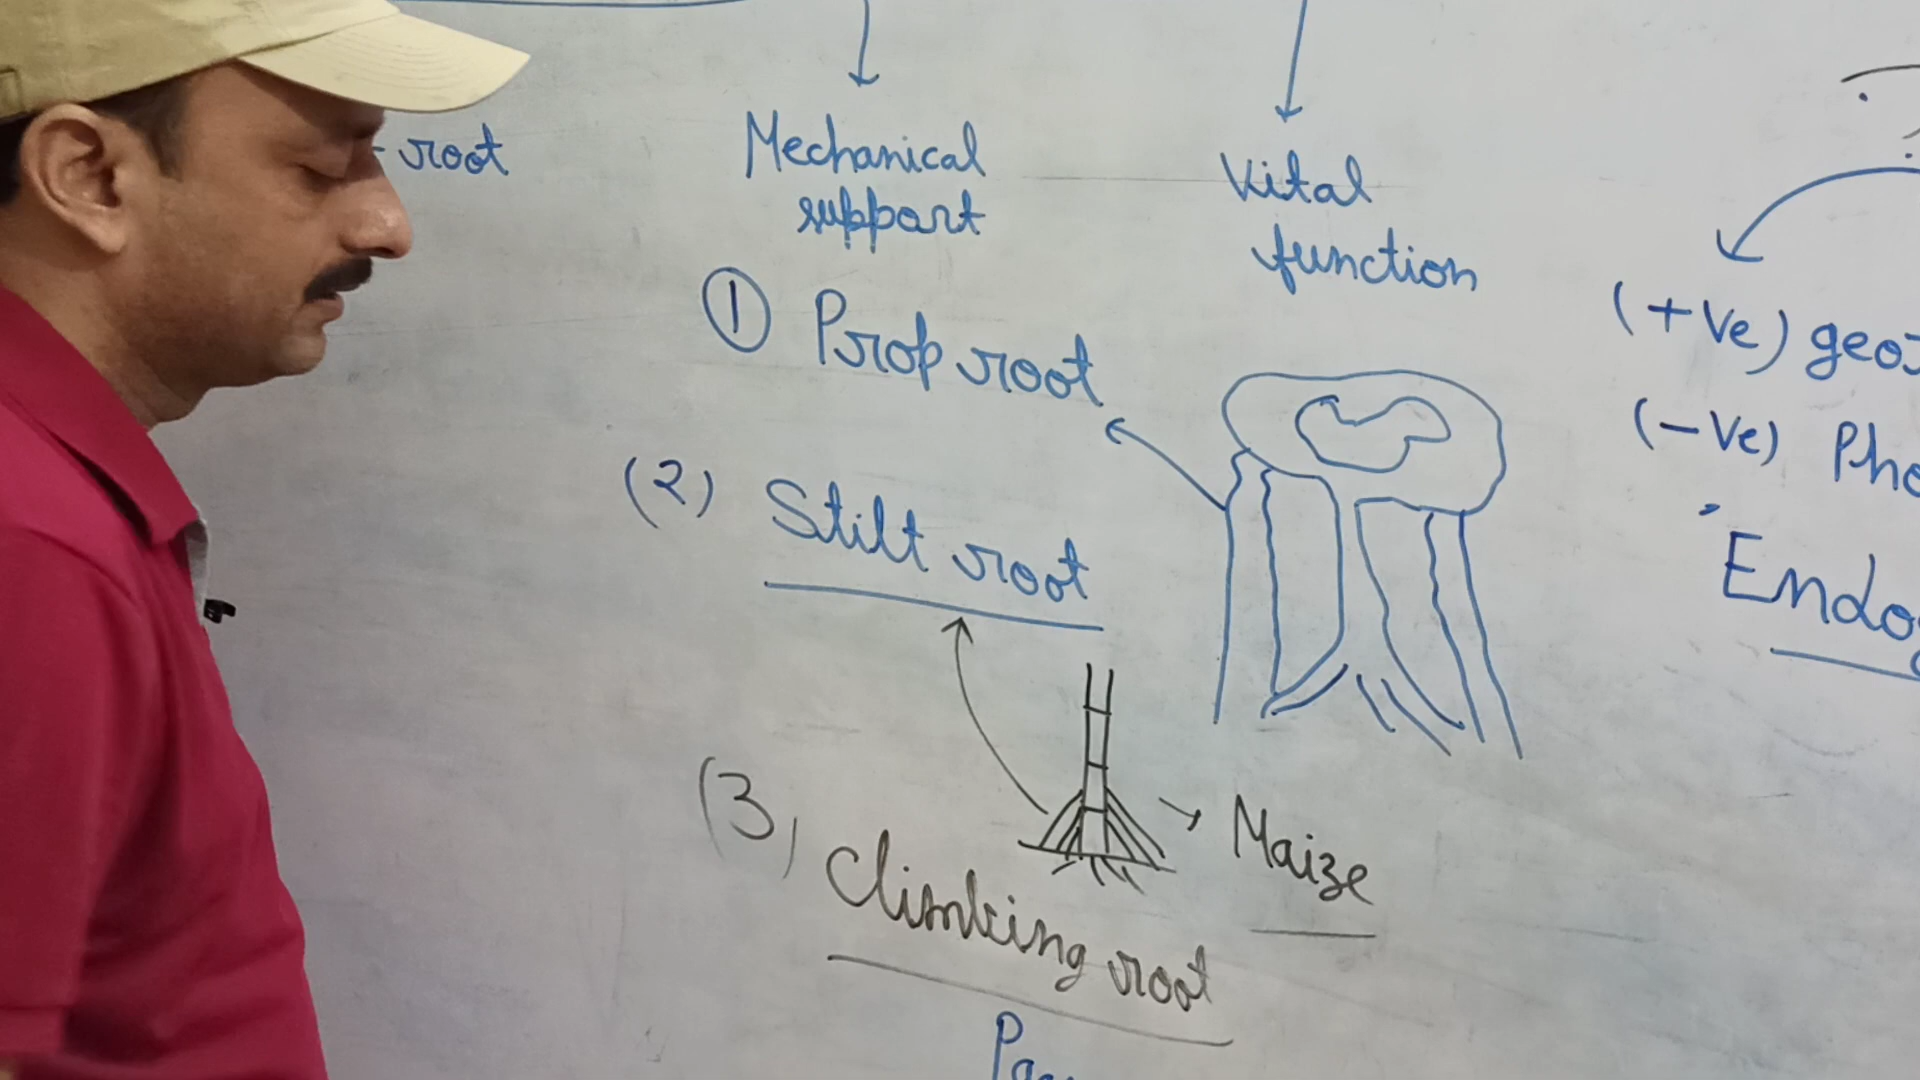 - root
Mechanical
support
Vital
function
① Prop root
(2) Stilt root
(3) Climbing root
Maize
(+Ve) geo
(-Ve) Pho
Endo